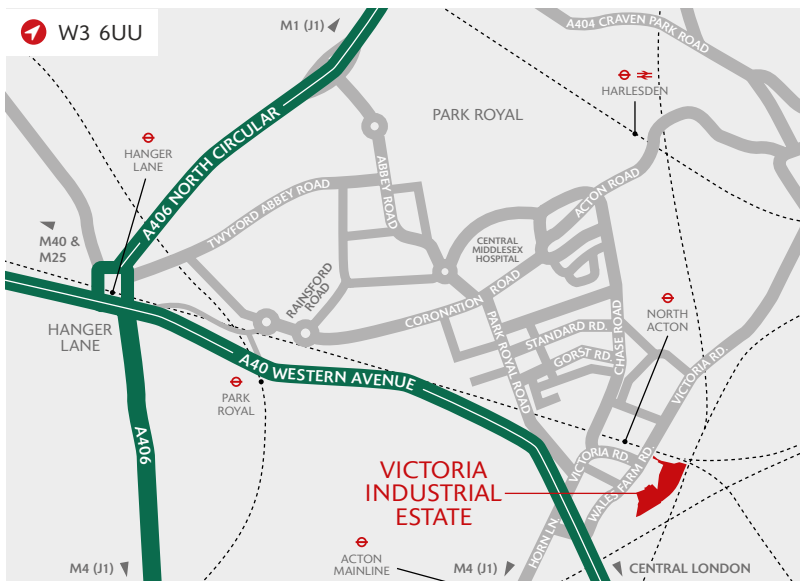 W3 6UU
M1 (J1)
A404 CRAVEN PARK ROAD
HARLESDEN
PARK ROYAL
A406 NORTH CIRCULAR
HANGER
LANE
ABBEY ROAD
ACTON ROAD
TWYFORD ABBEY ROAD
M40 &
M25
CENTRAL
MIDDLESEX
HOSPITAL
RAINSFORD
ROAD
CORONATION ROAD
HANGER
LANE
PARK ROYAL ROAD
STANDARD RD.
GORST RD.
CHASE ROAD
NORTH
ACTON
VICTORIA RD.
A40 WESTERN AVENUE
PARK
ROYAL
A406
VICTORIA RD.
WALES FARM RD.
VICTORIA
INDUSTRIAL
ESTATE
HORN LN.
ACTON
MAINLINE
M4 (J1)
M4 (J1)
CENTRAL LONDON